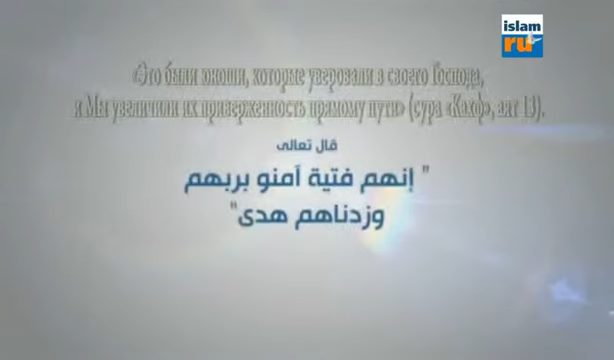 islam
ru
«Это были юноши, которые уверовали в своего Господа,
и Мы увеличили их приверженность прямому пути» (сура «Кахф», аят 13).
قال تعالى
" إنهم فتية آمنو بربهم
وزدناهم هدى"